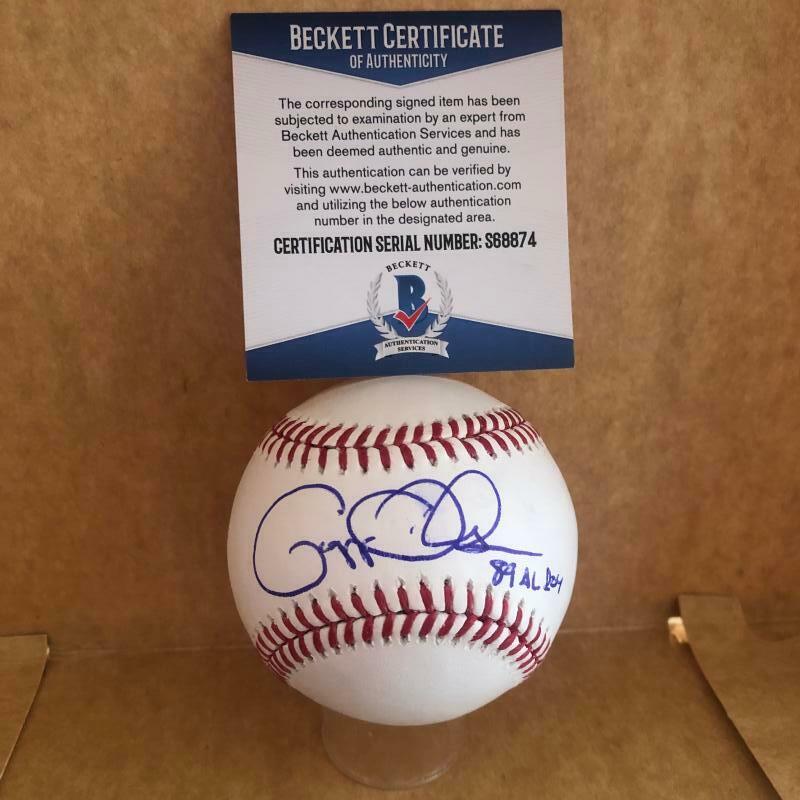 BECKETT CERTIFICATE
OF AUTHENTICITY
The corresponding signed item has been
subjected to examination by an expert from
Beckett Authentication Services and has
been deemed authentic and genuine.
This authentication can be verified by
visiting www.beckett-authentication.com
and utilizing the below authentication
number in the designated area.
CERTIFICATION SERIAL NUMBER: S68874
BECKETT
B
AUTHENTICATION
SERVICES
Gregg Olson
89 AL ROY